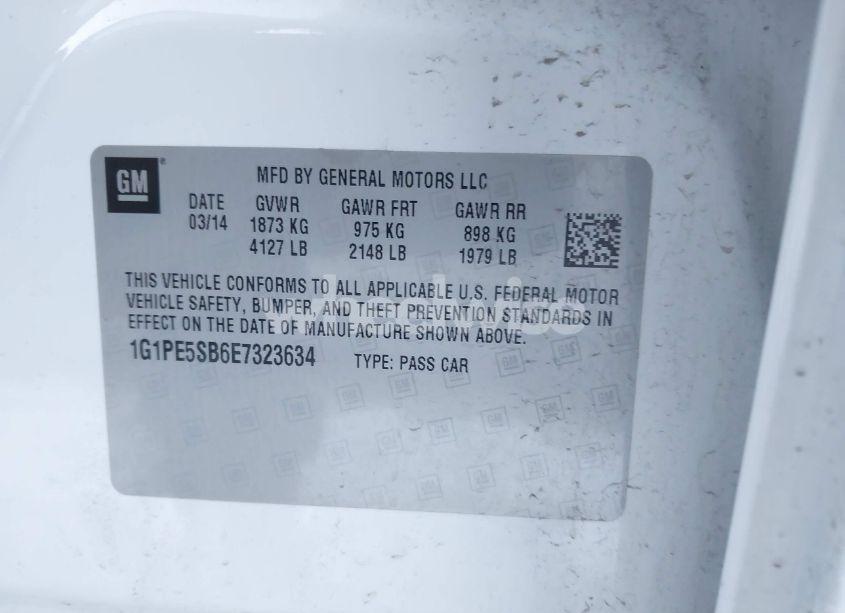 GM
MFD BY GENERAL MOTORS LLC
DATE GVWR GAWR FRT GAWR RR
03/14 1873 KG 975 KG 898 KG
4127 LB 2148 LB 1979 LB
THIS VEHICLE CONFORMS TO ALL APPLICABLE U.S. FEDERAL MOTOR
VEHICLE SAFETY, BUMPER, AND THEFT PREVENTION STANDARDS IN
EFFECT ON THE DATE OF MANUFACTURE SHOWN ABOVE.
1G1PE5SB6E7323634 TYPE: PASS CAR